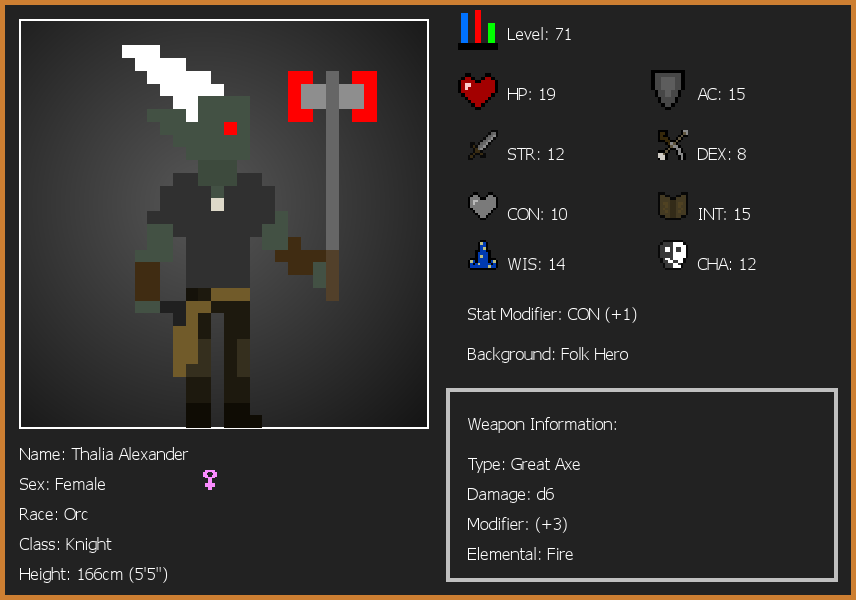 Level: 71
HP: 19
AC: 15
STR: 12
DEX: 8
CON: 10
INT: 15
WIS: 14
CHA: 12
Stat Modifier: CON (+1)
Background: Folk Hero
Weapon Information:
Type: Great Axe
Damage: d6
Modifier: (+3)
Elemental: Fire
Name: Thalia Alexander
Sex: Female
Race: Orc
Class: Knight
Height: 166cm (5'5")